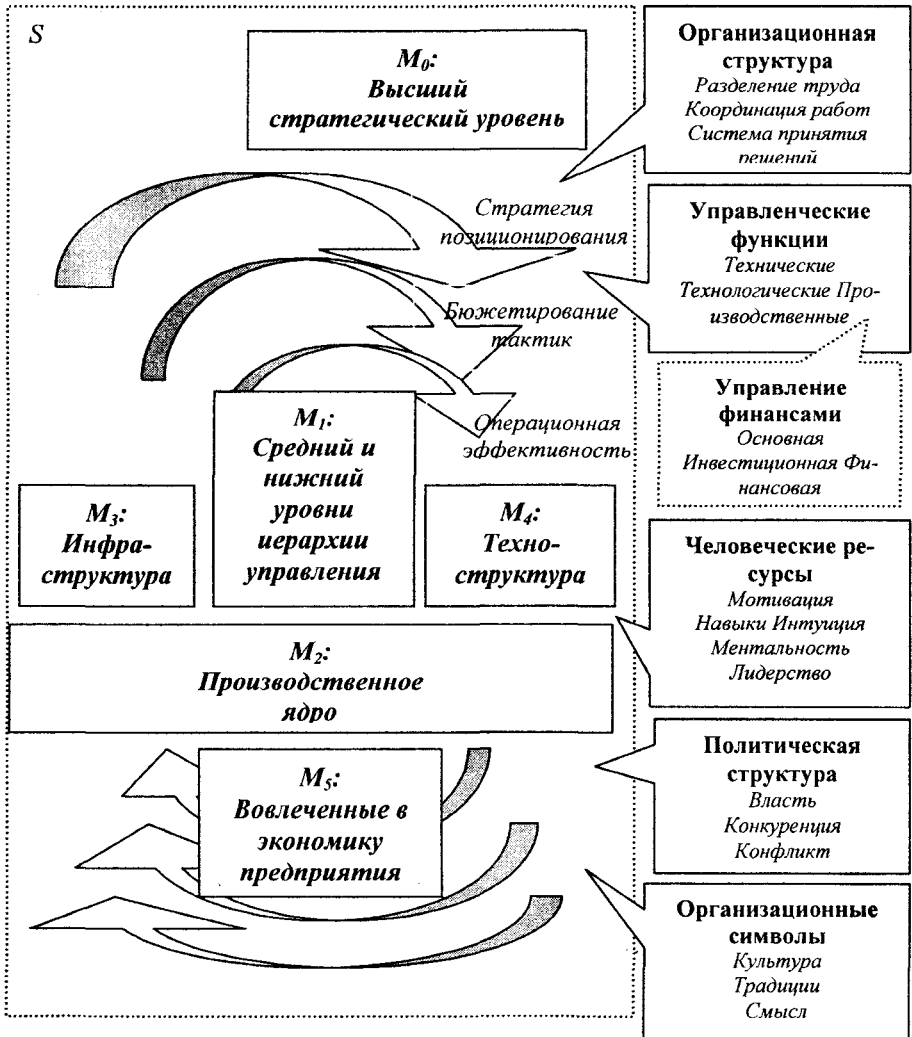 S
M0:
Высший
стратегический уровень
Стратегия
позиционирования
Бюжетирование
тактик
Операционная
эффективность
M1:
Средний и
нижний
уровни
иерархии
управления
M3:
Инфра-
структура
M4:
Техно-
структура
M2:
Производственное
ядро
M5:
Вовлеченные в
экономику
предприятия
Организационная
структура
Разделение труда
Координация работ
Система принятия
решений
Управленческие
функции
Технические
Технологические Про-
изводственные
Управление
финансами
Основная
Инвестиционная Фи-
нансовая
Человеческие ре-
сурсы
Мотивация
Навыки Интуиция
Ментальность
Лидерство
Политическая
структура
Власть
Конкуренция
Конфликт
Организационные
символы
Культура
Традиции
Смысл